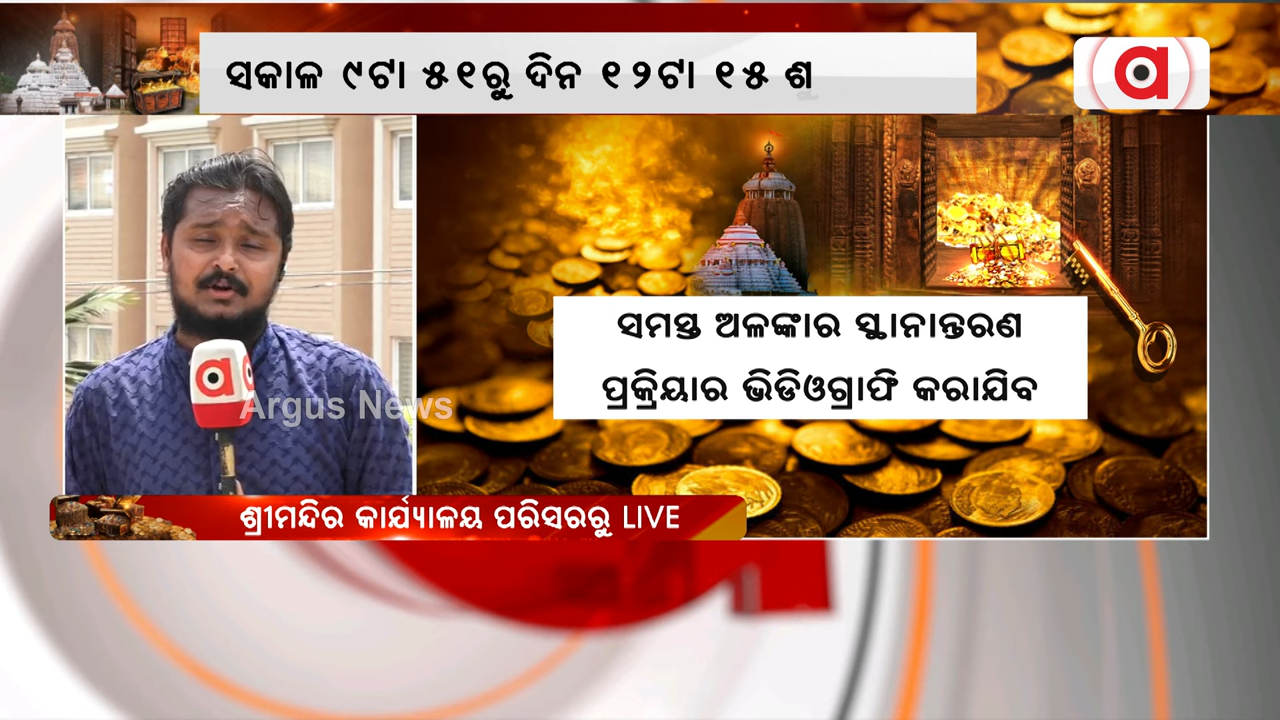 ସକାଳ ୯ଟା ୫୧ରୁ ଦିନ ୧୨ଟା ୧୫ ଶୁ
ସମସ୍ତ ଅଳଙ୍କାର ସ୍ଥାନାନ୍ତରଣ
ପ୍ରକ୍ରିୟାର ଭିଡିଓଗ୍ରାଫି କରାଯିବ
Argus News
ଶ୍ରୀମନ୍ଦିର କାର୍ଯ୍ୟାଳୟ ପରିସରରୁ LIVE